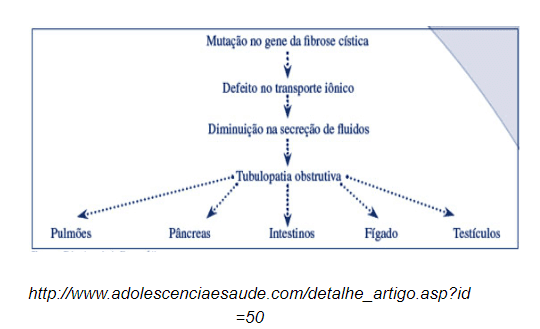 Mutação no gene da fibrose cística
Defeito no transporte iônico
Diminuição na secreção de fluidos
Tubulopatia obstrutiva
Pulmões Pâncreas Intestinos Fígado Testículos
http://www.adolescenciaesaude.com/detalhe_artigo.asp?id
=50